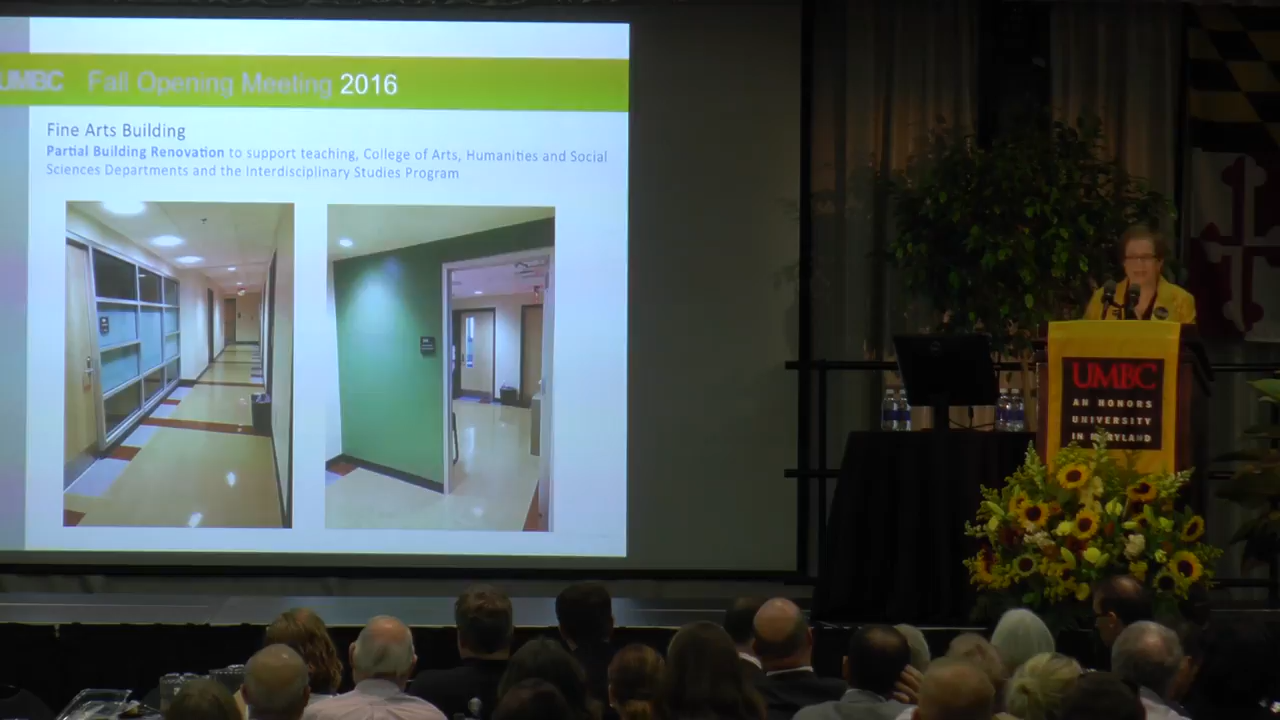 UMBC Fall Opening Meeting 2016
Fine Arts Building
Partial Building Renovation to support teaching, College of Arts, Humanities and Social
Sciences Departments and the Interdisciplinary Studies Program
UMBC
AN HONORS
UNIVERSITY
IN MARYLAND